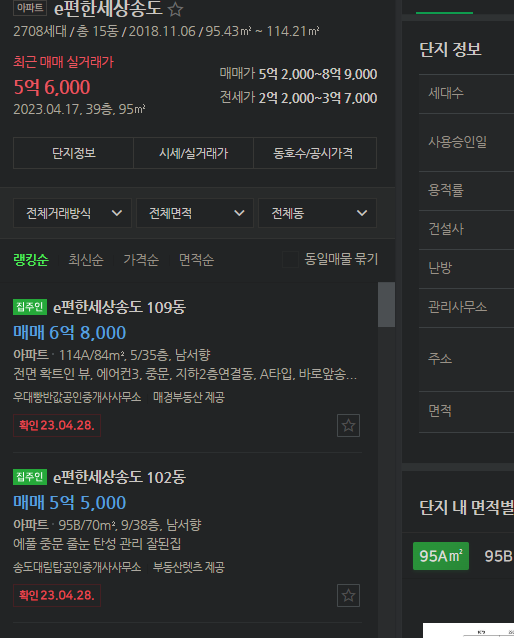 아파트 e편한세상송도
2708세대 / 총 15동 / 2018.11.06 / 95.43㎡ ~ 114.21㎡
최근 매매 실거래가
5억 6,000
2023.04.17, 39층, 95㎡
매매가 5억 2,000~8억 9,000
전세가 2억 2,000~3억 7,000
단지정보 시세/실거래가 동호수/공시가격
전체거래방식 전체면적 전체동
랭킹순 최신순 가격순 면적순 동일매물 묶기
집주인 e편한세상송도 109동
매매 6억 8,000
아파트 · 114A/84㎡, 5/35층, 남서향
전면 확트인 뷰, 에어컨3, 중문, 지하2층연결동, A타입, 바로앞송...
우대빵반값공인중개사사무소 매경부동산 제공
확인 23.04.28.
집주인 e편한세상송도 102동
매매 5억 5,000
아파트 · 95B/70㎡, 9/38층, 남서향
에풀 중문 줄눈 탄성 관리 잘된집
송도대림탑공인중개사사무소 부동산렛츠 제공
확인 23.04.28.
단지 정보
세대수
사용승인일
용적률
건설사
난방
관리사무소
주소
면적
단지 내 면적별
95A㎡ 95B